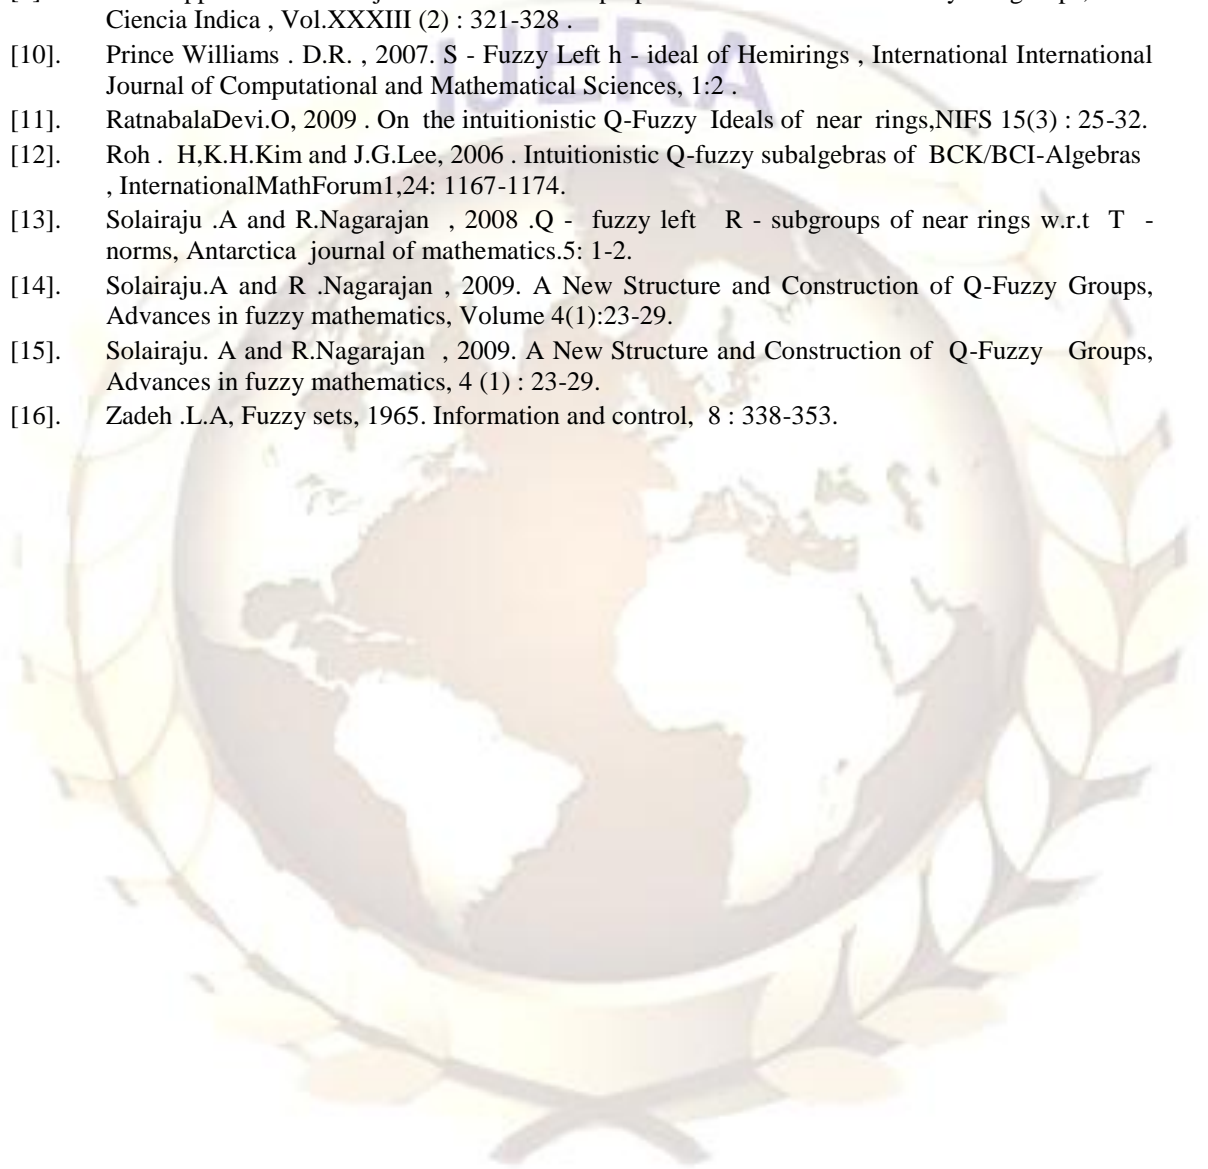 Ciencia Indica , Vol.XXXIII (2) : 321-328 .
[10]. Prince Williams . D.R. , 2007. S - Fuzzy Left h - ideal of Hemirings , International International
Journal of Computational and Mathematical Sciences, 1:2 .
[11]. RatnabalaDevi.O, 2009 . On the intuitionistic Q-Fuzzy Ideals of near rings,NIFS 15(3) : 25-32.
[12]. Roh . H,K.H.Kim and J.G.Lee, 2006 . Intuitionistic Q-fuzzy subalgebras of BCK/BCI-Algebras
, InternationalMathForum1,24: 1167-1174.
[13]. Solairaju .A and R.Nagarajan , 2008 .Q - fuzzy left R - subgroups of near rings w.r.t T -
norms, Antarctica journal of mathematics.5: 1-2.
[14]. Solairaju.A and R .Nagarajan , 2009. A New Structure and Construction of Q-Fuzzy Groups,
Advances in fuzzy mathematics, Volume 4(1):23-29.
[15]. Solairaju. A and R.Nagarajan , 2009. A New Structure and Construction of Q-Fuzzy Groups,
Advances in fuzzy mathematics, 4 (1) : 23-29.
[16]. Zadeh .L.A, Fuzzy sets, 1965. Information and control, 8 : 338-353.
IJERA